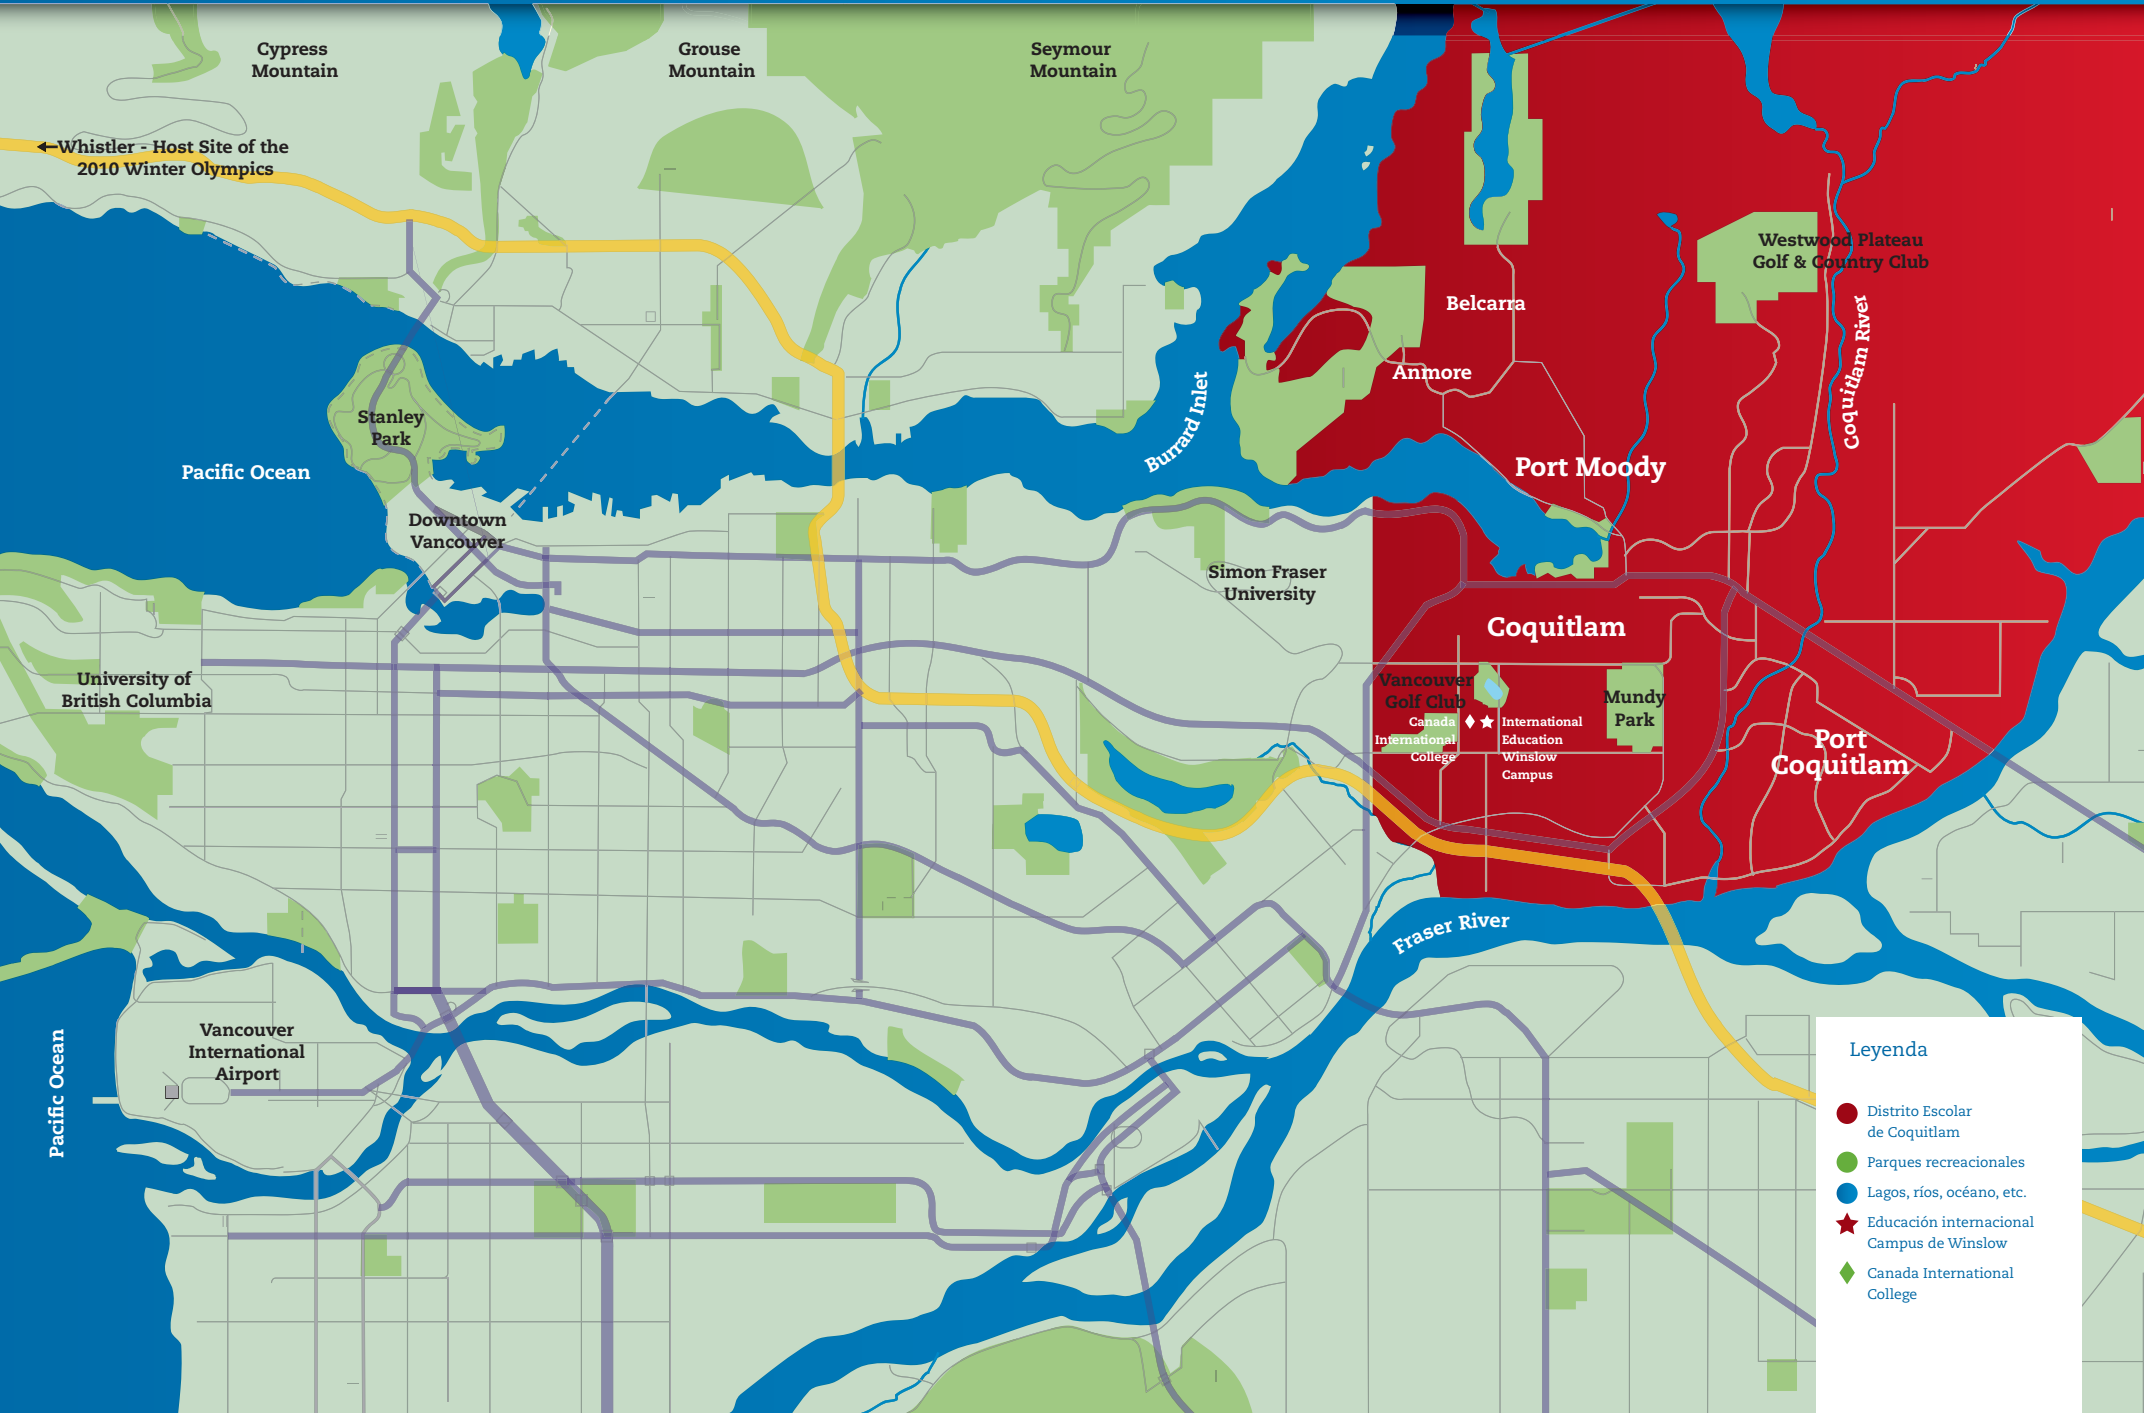 Cypress
Mountain
Grouse
Mountain
Seymour
Mountain
Whistler - Host Site of the
2010 Winter Olympics
Westwood Plateau
Golf & Country Club
Belcarra
Coquitlam River
Anmore
Burrard Inlet
Stanley
Park
Pacific Ocean
Port Moody
Downtown
Vancouver
Simon Fraser
University
Coquitlam
University of
British Columbia
Vancouver
Golf Club
Mundy
Park
Canada
International
College
International
Education
Winslow
Campus
Port
Coquitlam
Fraser River
Vancouver
International
Airport
Pacific Ocean
Leyenda
Distrito Escolar
de Coquitlam
Parques recreacionales
Lagos, ríos, océano, etc.
Educación internacional
Campus de Winslow
Canada International
College